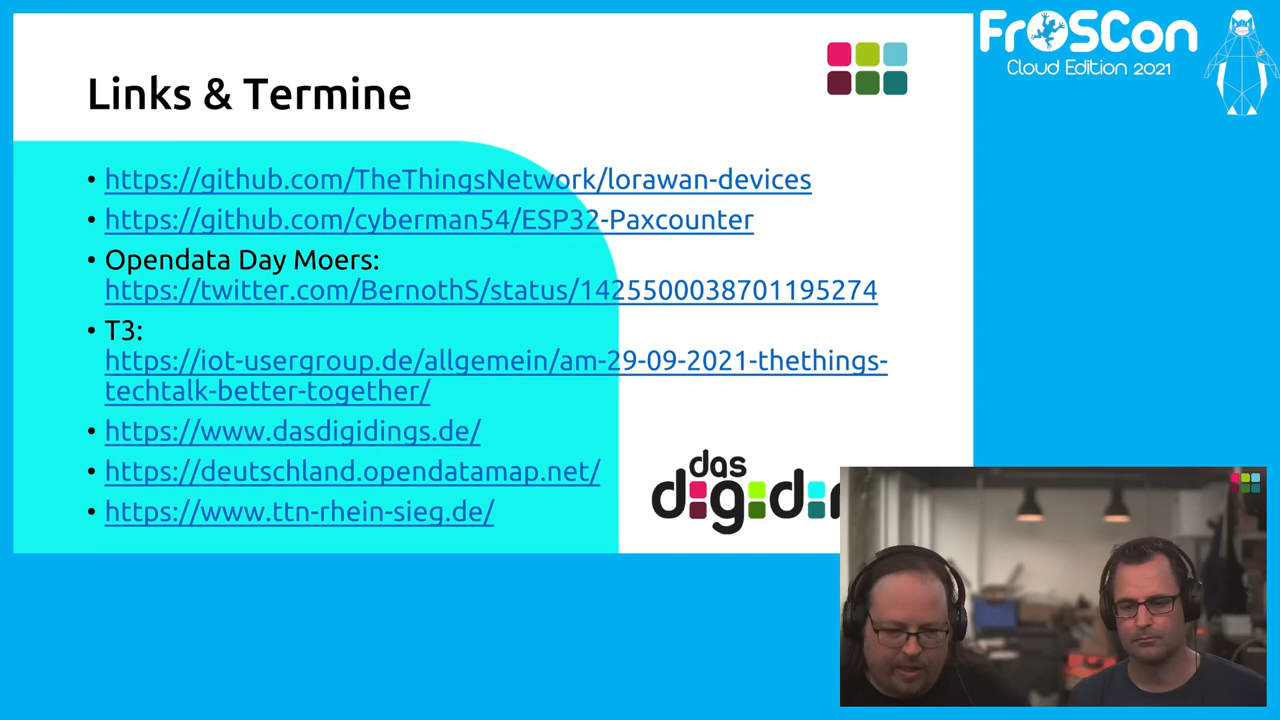 FrOSCon
Cloud Edition 2021
Links & Termine
• https://github.com/TheThingsNetwork/lorawan-devices
• https://github.com/cyberman54/ESP32-Paxcounter
• Opendata Day Moers:
https://twitter.com/BernothS/status/1425500038701195274
• T3:
https://iot-usergroup.de/allgemein/am-29-09-2021-thethings-
techtalk-better-together/
• https://www.dasdigidings.de/
• https://deutschland.opendatamap.net/
• https://www.ttn-rhein-sieg.de/
das
digidin